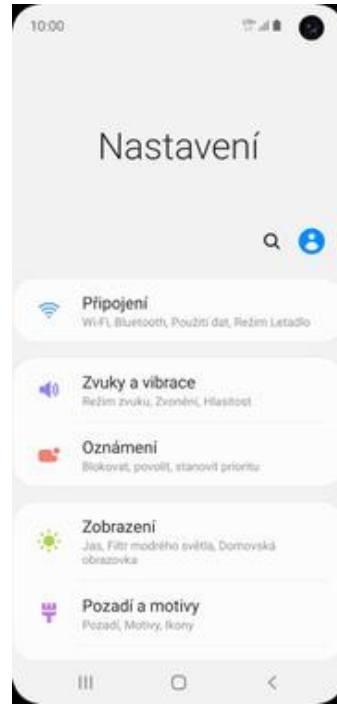 10:00
Nastavení
Připojení
Wi-Fi, Bluetooth, Použití dat, Režim Letadlo
Zvuky a vibrace
Režim zvuku, Zvonění, Hlasitost
Oznámení
Blokovat, povolit, stanovit prioritu
Zobrazení
Jas, Filtr modrého světla, Domovská
obrazovka
Pozadí a motivy
Pozadí, Motivy, Ikony